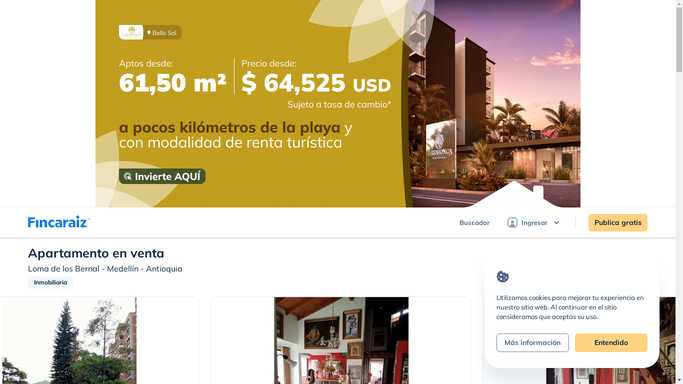 Bello Sol
Aptos desde:
61,50 m²
Precio desde:
$ 64,525 USD
Sujeto a tasa de cambio*
a pocos kilómetros de la playa y
con modalidad de renta turística
Invierte AQUÍ
Fincaraiz
Buscador
Ingresar
Publica gratis
Apartamento en venta
Loma de los Bernal - Medellín - Antioquia
Inmobiliaria
Utilizamos cookies para mejorar tu experiencia en
nuestro sitio web. Al continuar en el sitio
consideramos que aceptas su uso.
Más información
Entendido